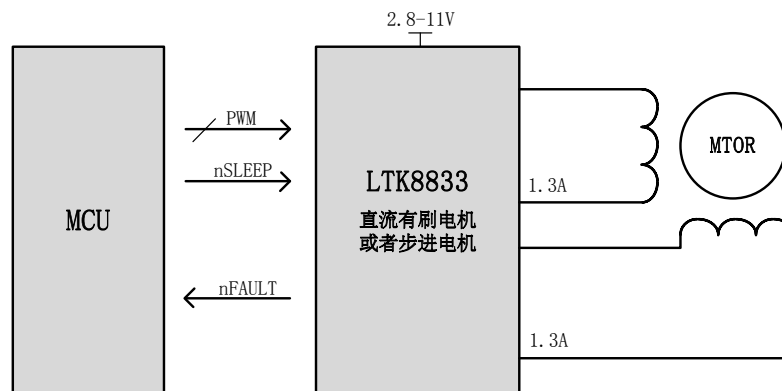 2.8-11V
PWM
nSLEEP
nFAULT
MCU
LTK8833
直流有刷电机
或者步进电机
1.3A
1.3A
MTOR